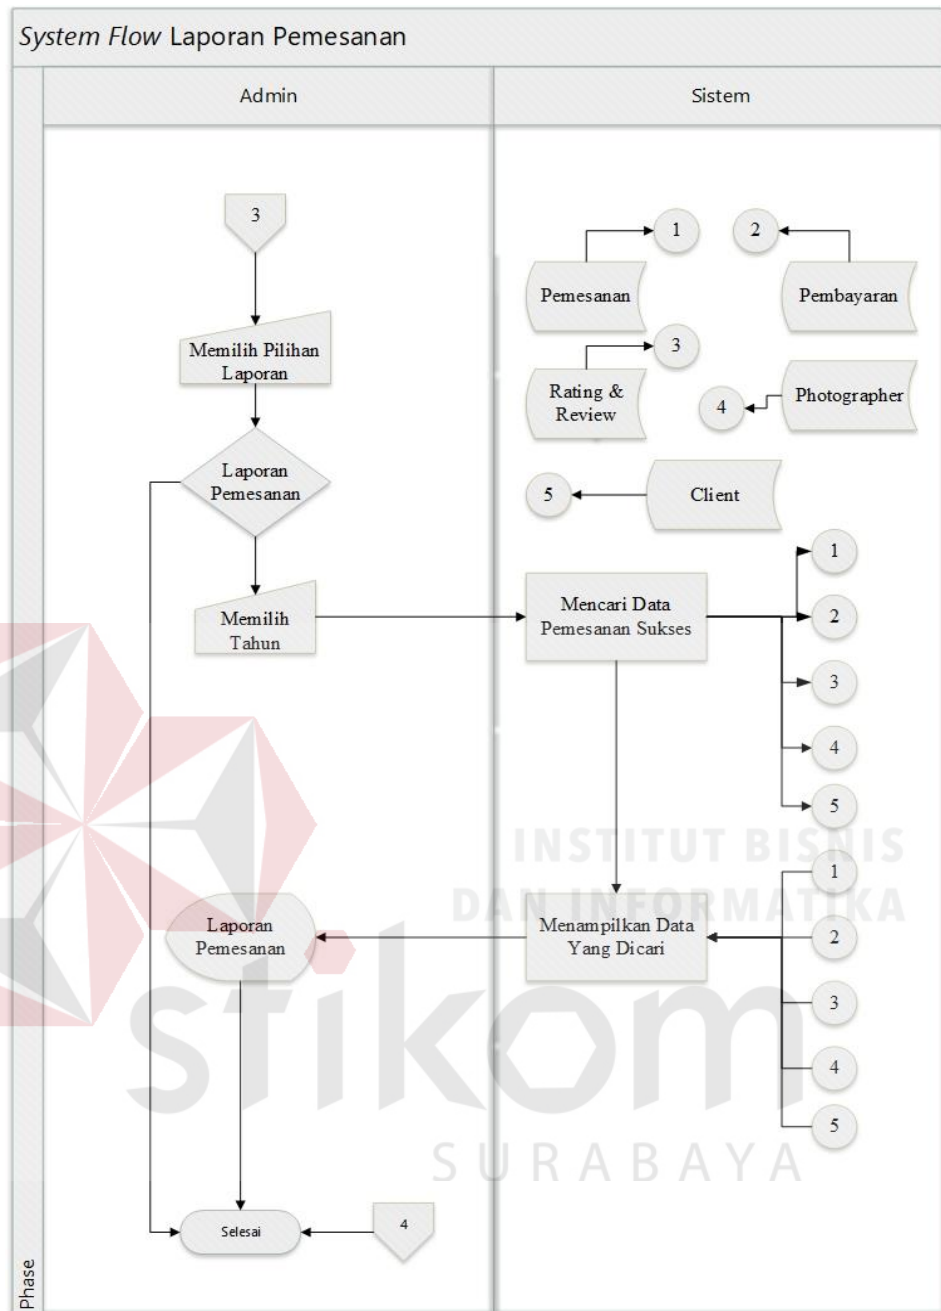 System Flow Laporan Pemesanan
Admin
Sistem
3
Memilih Pilihan
Laporan
Laporan
Pemesanan
Memilih
Tahun
Laporan
Pemesanan
Selesai
4
1
2
Pemesanan
Pembayaran
3
Rating &
Review
4
Photographer
5
Client
Mencari Data
Pemesanan Sukses
1
2
3
4
5
Menampilkan Data
Yang Dicari
1
2
3
4
5
Phase
INSTITUT BISNIS
DAN INFORMATIKA
stikom
SURABAYA